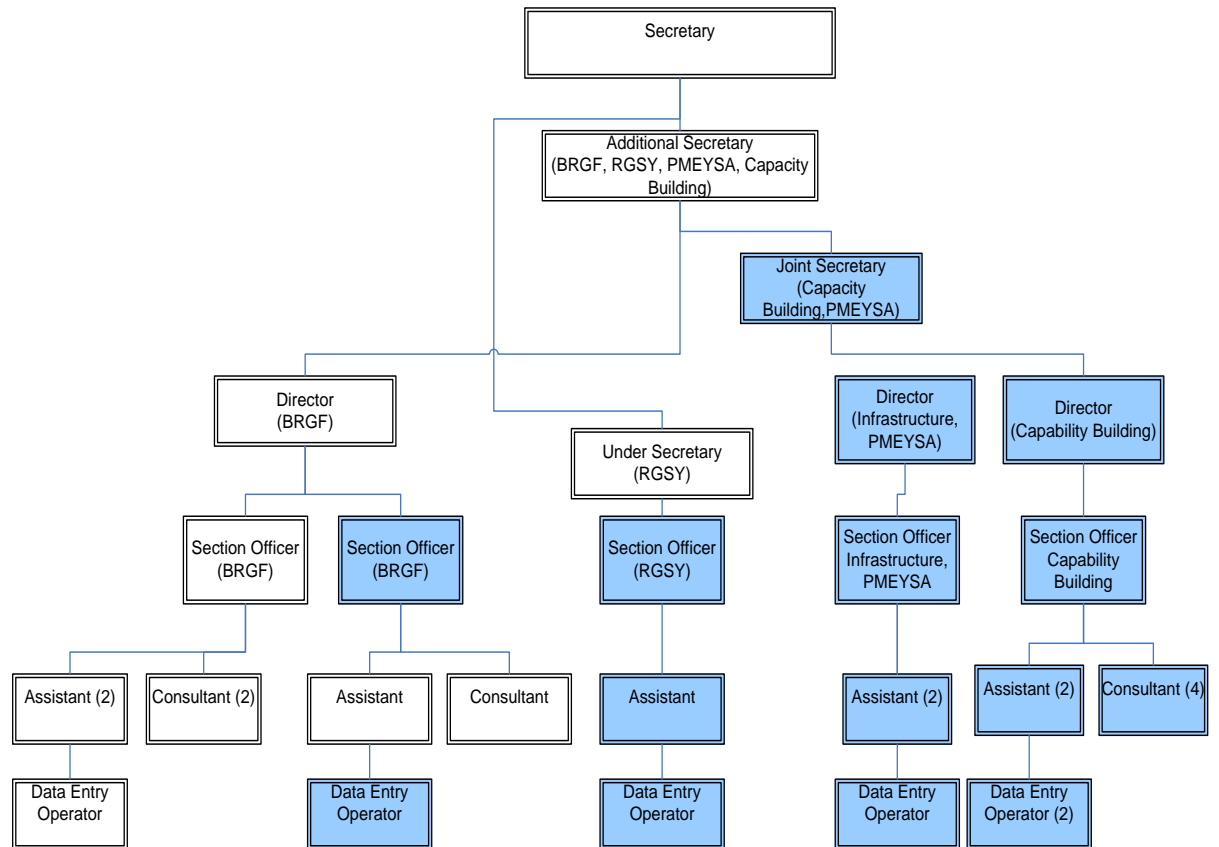 Secretary
Additional Secretary
(BRGF, RGSY, PMEYSA, Capacity
Building)
Joint Secretary
(Capacity
Building,PMEYSA)
Director
(BRGF)
Under Secretary
(RGSY)
Director
(Infrastructure,
PMEYSA)
Director
(Capability Building)
Section Officer
(BRGF)
Section Officer
(BRGF)
Section Officer
(RGSY)
Section Officer
Infrastructure,
PMEYSA
Section Officer
Capability
Building
Assistant (2)
Consultant (2)
Assistant
Consultant
Assistant
Assistant (2)
Assistant (2)
Consultant (4)
Data Entry
Operator
Data Entry
Operator
Data Entry
Operator
Data Entry
Operator
Data Entry
Operator (2)